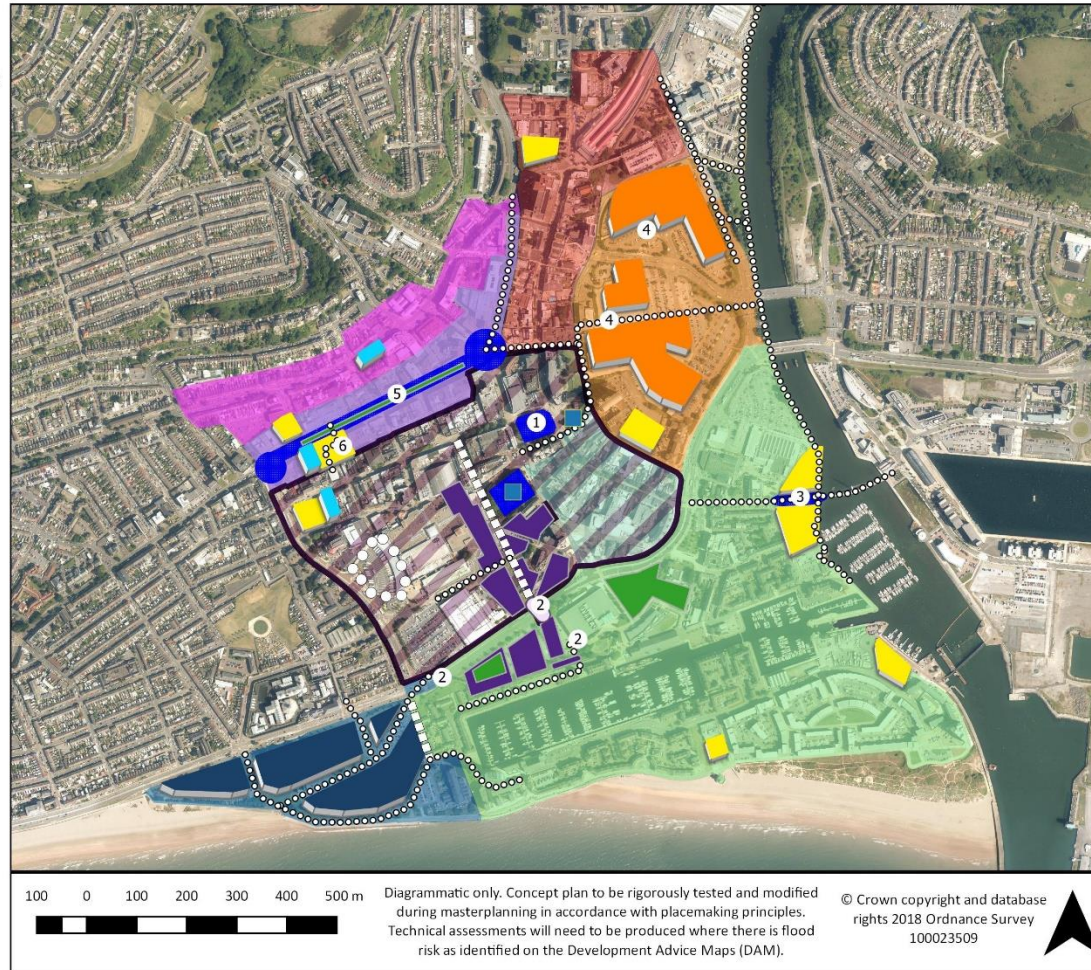 4
4
5
1
6
3
2
2
2
100 0 100 200 300 400 500 m
Diagrammatic only. Concept plan to be rigorously tested and modified
during masterplanning in accordance with placemaking principles.
Technical assessments will need to be produced where there is flood
risk as identified on the Development Advice Maps (DAM).
© Crown copyright and database
rights 2018 Ordnance Survey
100023509